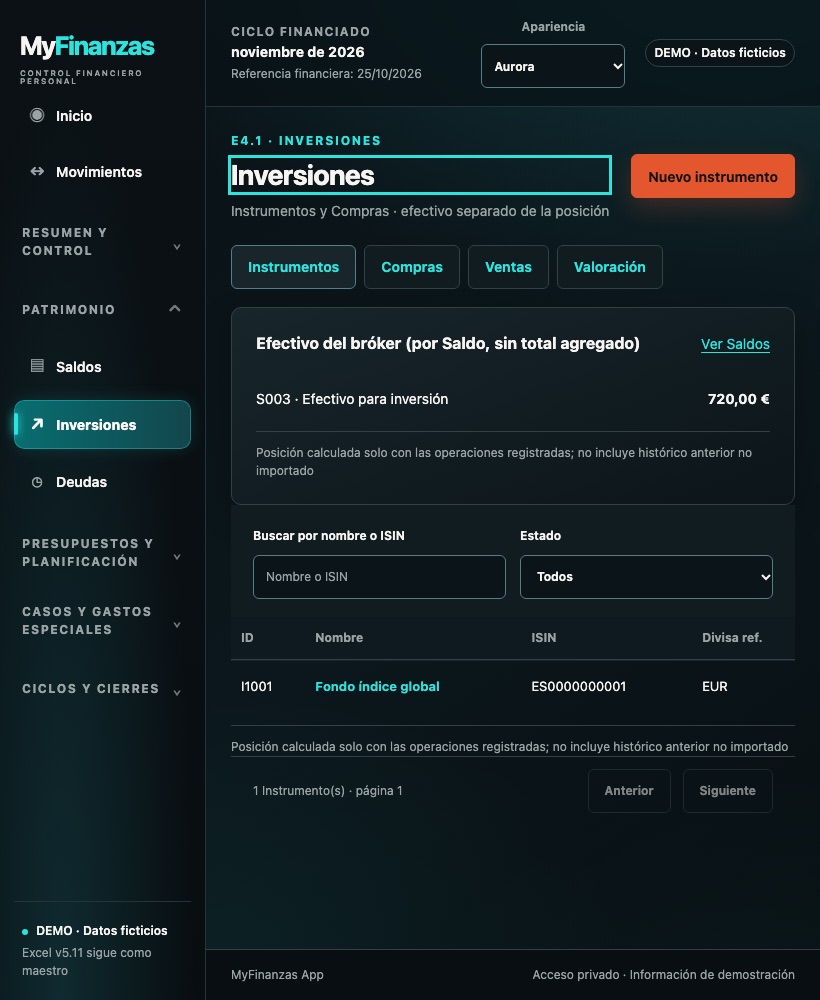 MyFinanzas
CONTROL FINANCIERO
PERSONAL
Inicio
Movimientos
RESUMEN Y
CONTROL
PATRIMONIO
Saldos
Inversiones
Deudas
PRESUPUESTOS Y
PLANIFICACIÓN
CASOS Y GASTOS
ESPECIALES
CICLOS Y CIERRES
DEMO · Datos ficticios
Excel v5.11 sigue como
maestro
CICLO FINANCIADO
noviembre de 2026
Referencia financiera: 25/10/2026
Apariencia
Aurora
DEMO · Datos ficticios
E4.1 · INVERSIONES
Inversiones
Nuevo instrumento
Instrumentos y Compras · efectivo separado de la posición
Instrumentos Compras Ventas Valoración
Efectivo del bróker (por Saldo, sin total agregado) Ver Saldos
S003 · Efectivo para inversión 720,00 €
Posición calculada solo con las operaciones registradas; no incluye histórico anterior no
importado
Buscar por nombre o ISIN Estado
Nombre o ISIN Todos
ID Nombre ISIN Divisa ref.
I1001 Fondo índice global ES0000000001 EUR
Posición calculada solo con las operaciones registradas; no incluye histórico anterior no importado
1 Instrumento(s) · página 1 Anterior Siguiente
MyFinanzas App Acceso privado · Información de demostración